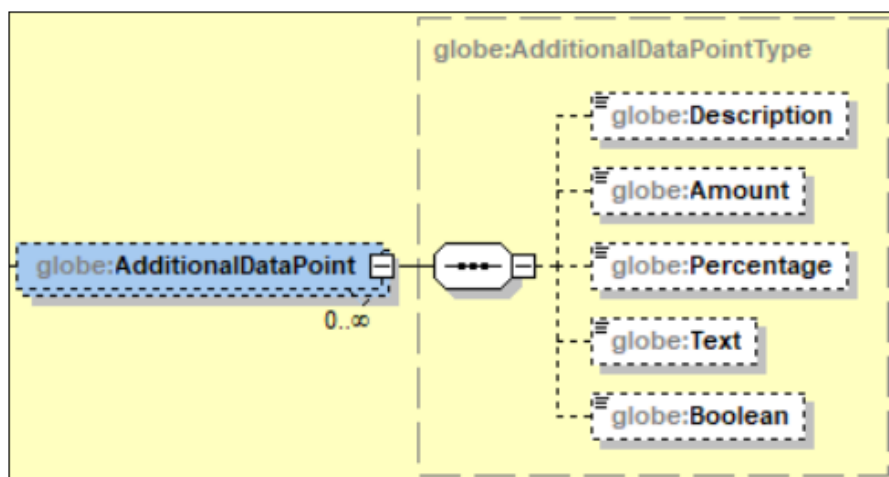 globe:AdditionalDataPointType
globe:Description
globe:Amount
globe:AdditionalDataPoint
0..∞
globe:Percentage
globe:Text
globe:Boolean